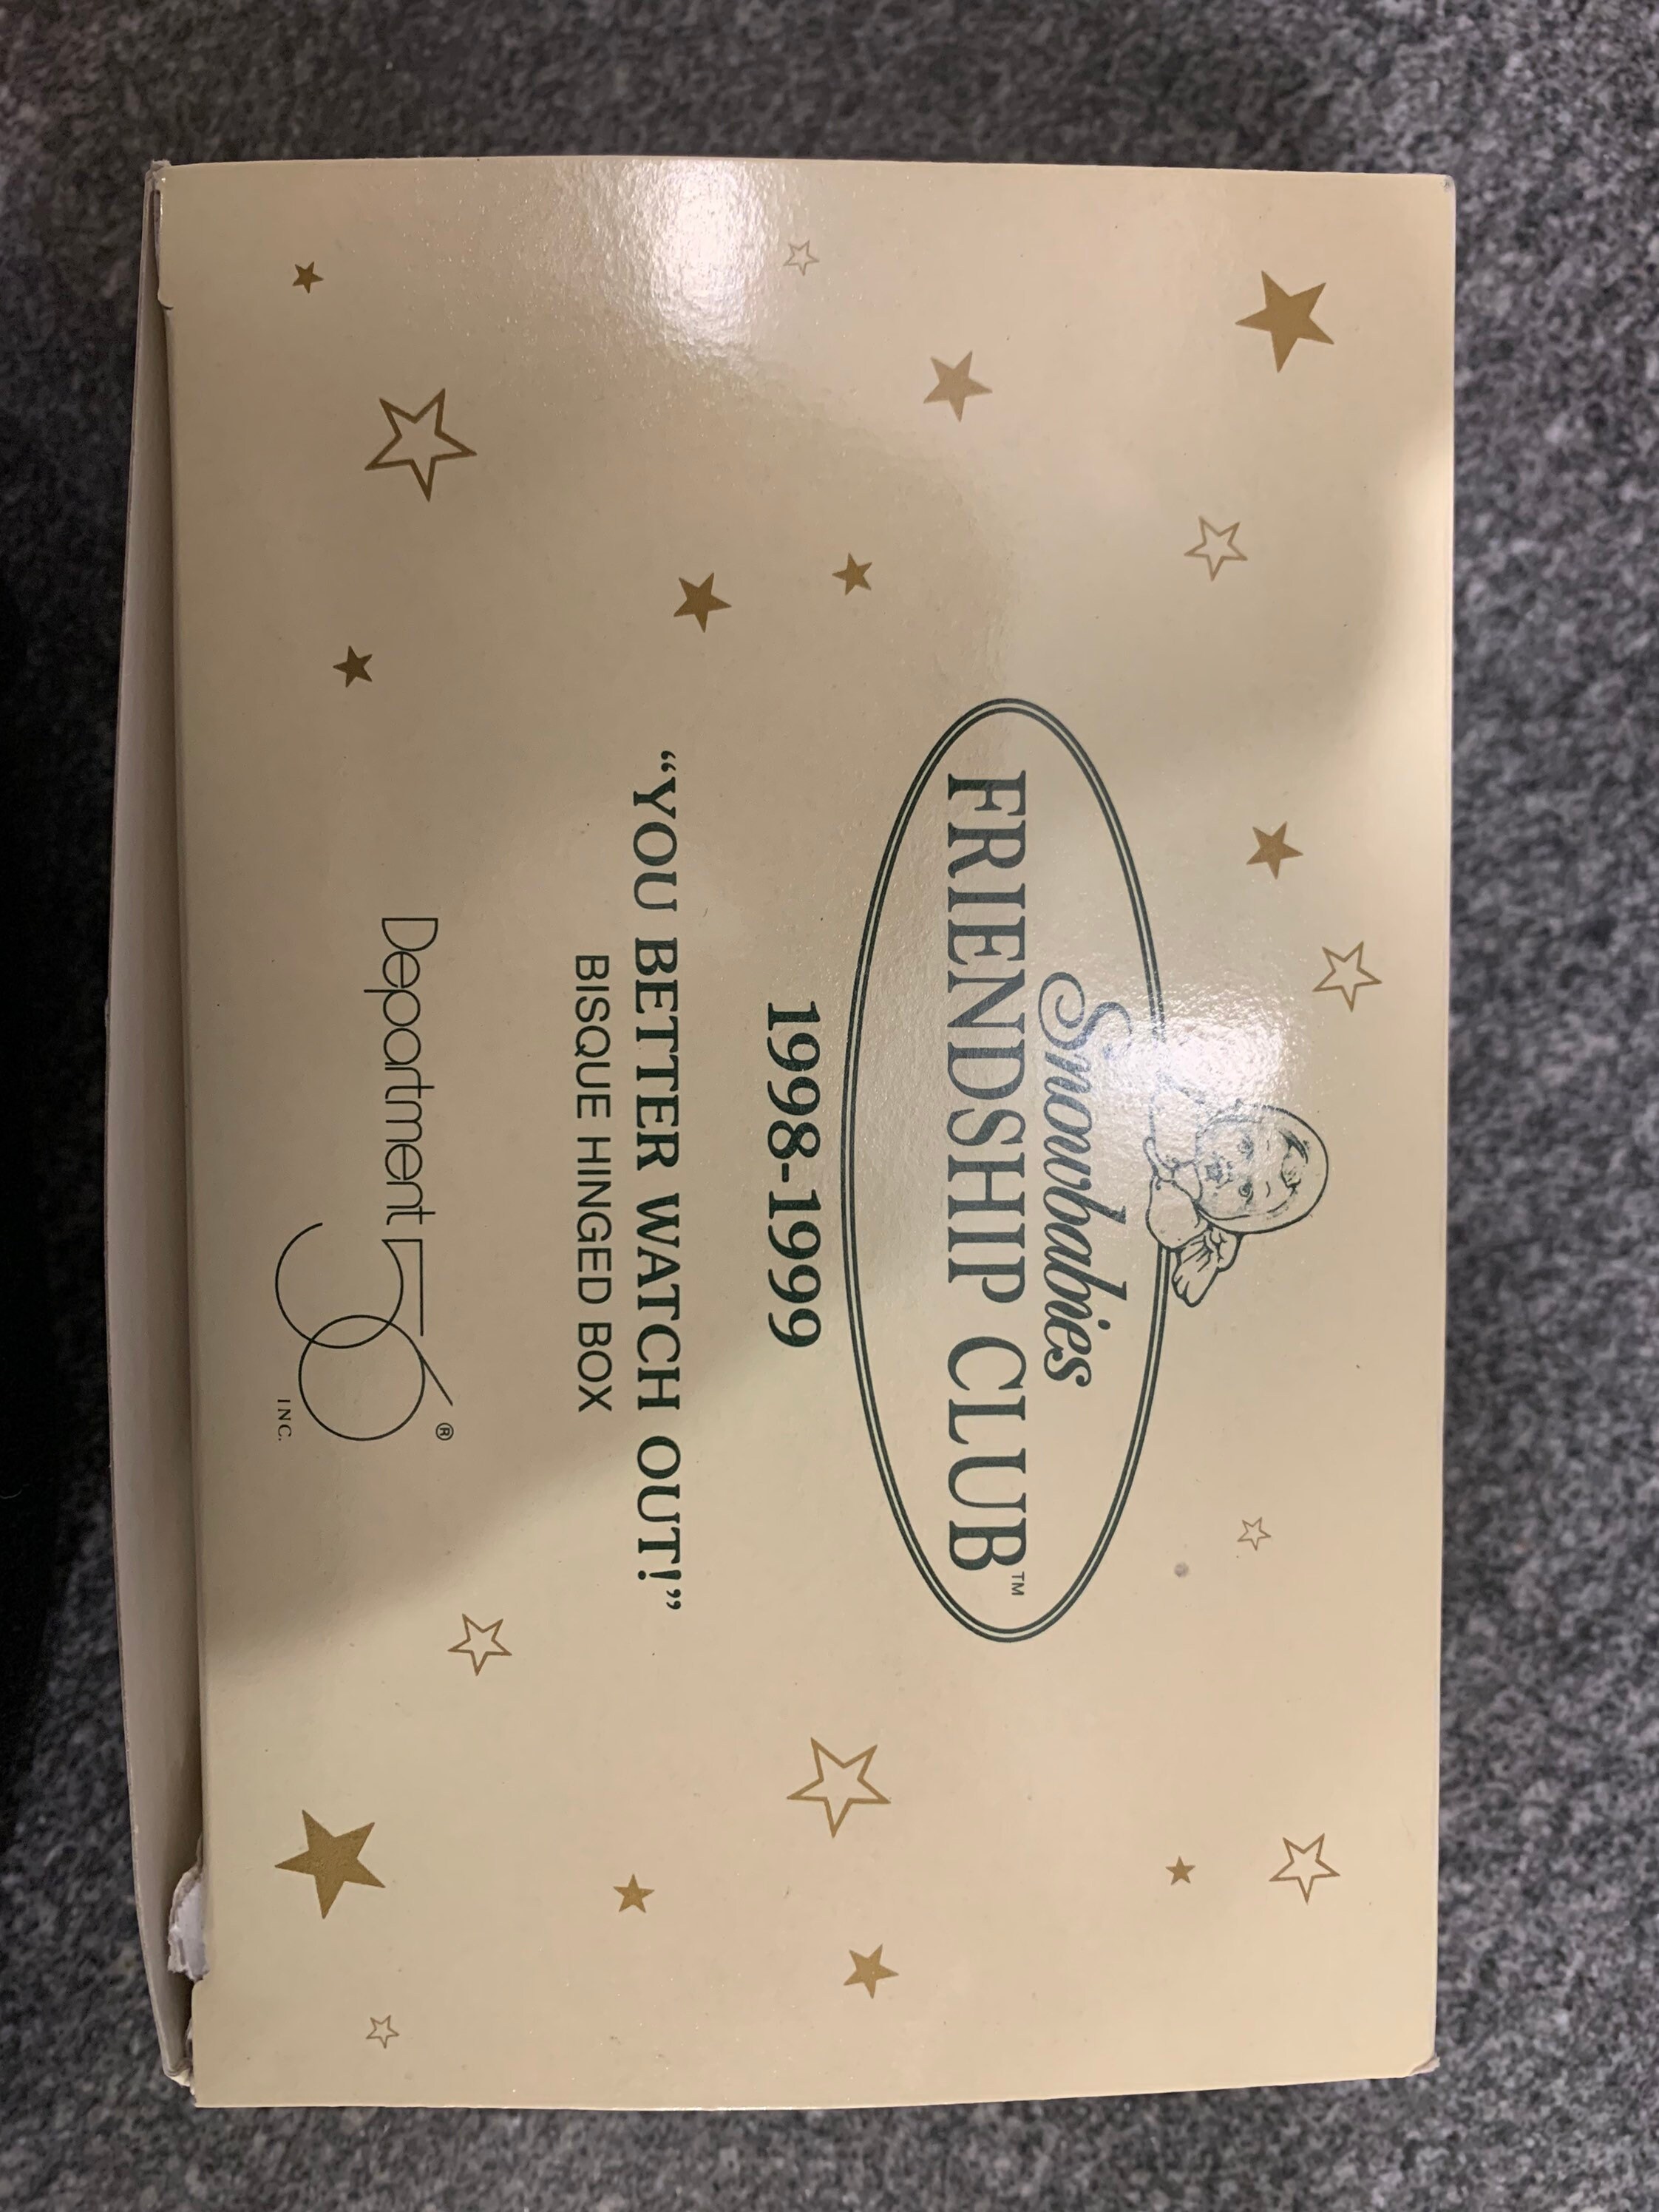 Snowbabies
FRIENDSHIP CLUB™
1998-1999
“YOU BETTER WATCH OUT!”
BISQUE HINGED BOX
Department 56®
INC.